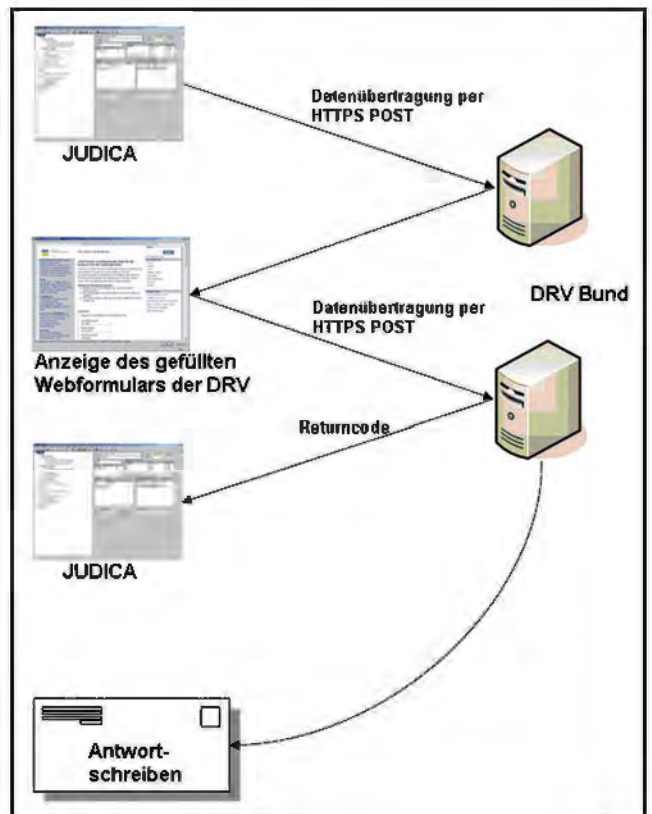 Datenübertragung per
HTTPS POST
JUDICA
DRV Bund
Datenübertragung per
HTTPS POST
Anzeige des gefüllten
Webformulars der DRV
Returncode
JUDICA
Antwort-
schreiben